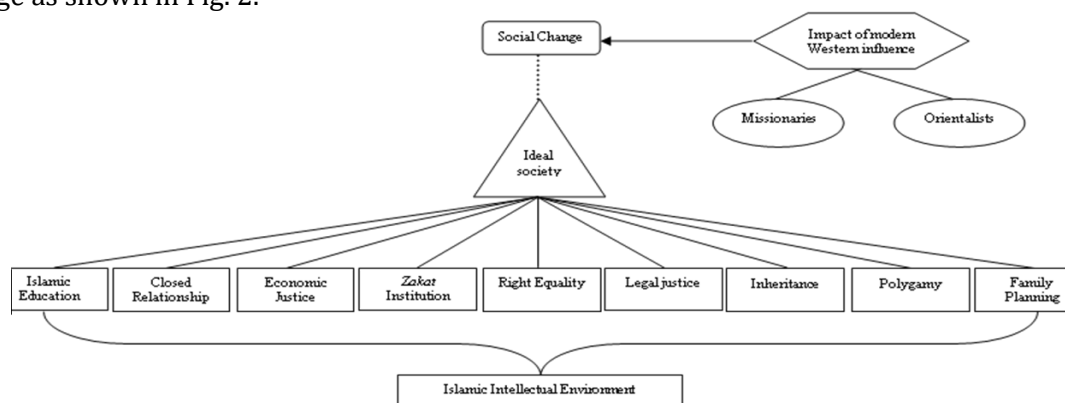 ge as shown in Fig. 2.
Social Change
Impact of modern
Western influence
Missionaries
Orientalists
Ideal
society
Islamic
Education
Closed
Relationship
Economic
Justice
Zakat
Institution
Right Equality
Legal justice
Inheritance
Polygamy
Family
Planning
Islamic Intellectual Environment